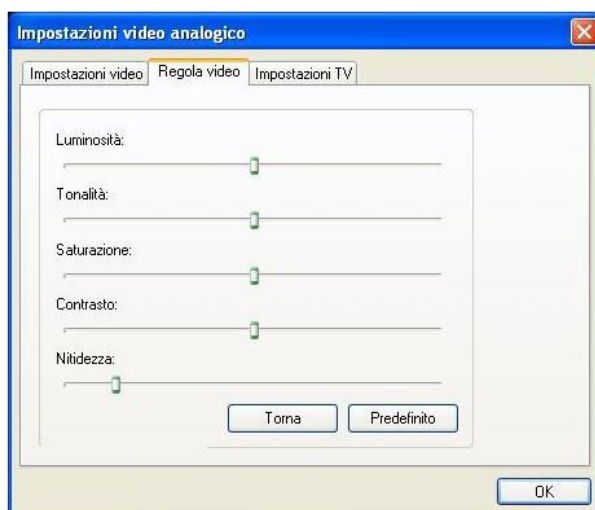 Impostazioni video analogico
Impostazioni video Regola video Impostazioni TV
Luminosità:
Tonalità:
Saturazione:
Contrasto:
Nitidezza:
Torna Predefinito
OK